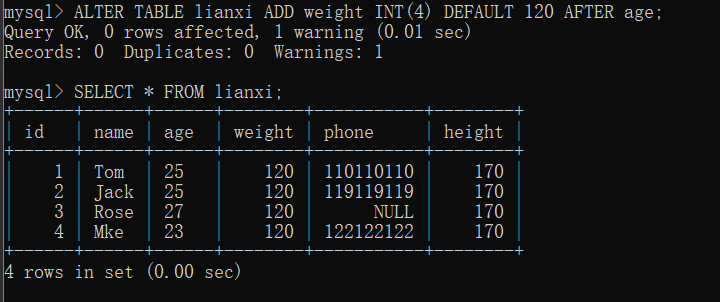 mysql> ALTER TABLE lianxi ADD weight INT(4) DEFAULT 120 AFTER age;
Query OK, 0 rows affected, 1 warning (0.01 sec)
Records: 0  Duplicates: 0  Warnings: 1

mysql> SELECT * FROM lianxi;
+------+------+------+--------+-----------+--------+
| id   | name | age  | weight | phone     | height |
+------+------+------+--------+-----------+--------+
|    1 | Tom  | 25   |    120 | 110110110 |    170 |
|    2 | Jack | 25   |    120 | 119119119 |    170 |
|    3 | Rose | 27   |    120 |      NULL |    170 |
|    4 | Mke  | 23   |    120 | 122122122 |    170 |
+------+------+------+--------+-----------+--------+
4 rows in set (0.00 sec)